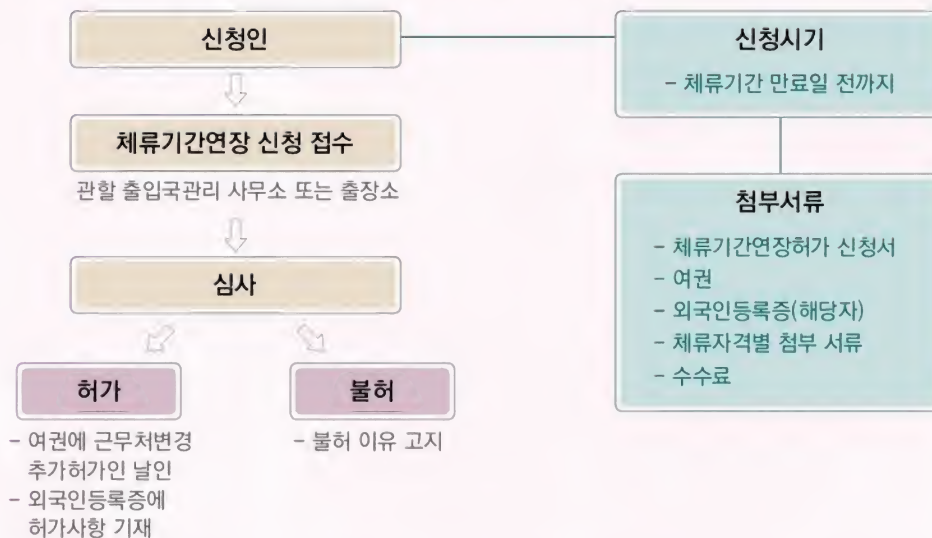 신청인
체류기간연장 신청 접수
관할 출입국관리 사무소 또는 출장소
심사
허가
- 여권에 근무처변경
추가허가인 날인
- 외국인등록증에
허가사항 기재
불허
- 불허 이유 고지
신청시기
- 체류기간 만료일 전까지
첨부서류
- 체류기간연장허가 신청서
- 여권
- 외국인등록증(해당자)
- 체류자격별 첨부 서류
- 수수료